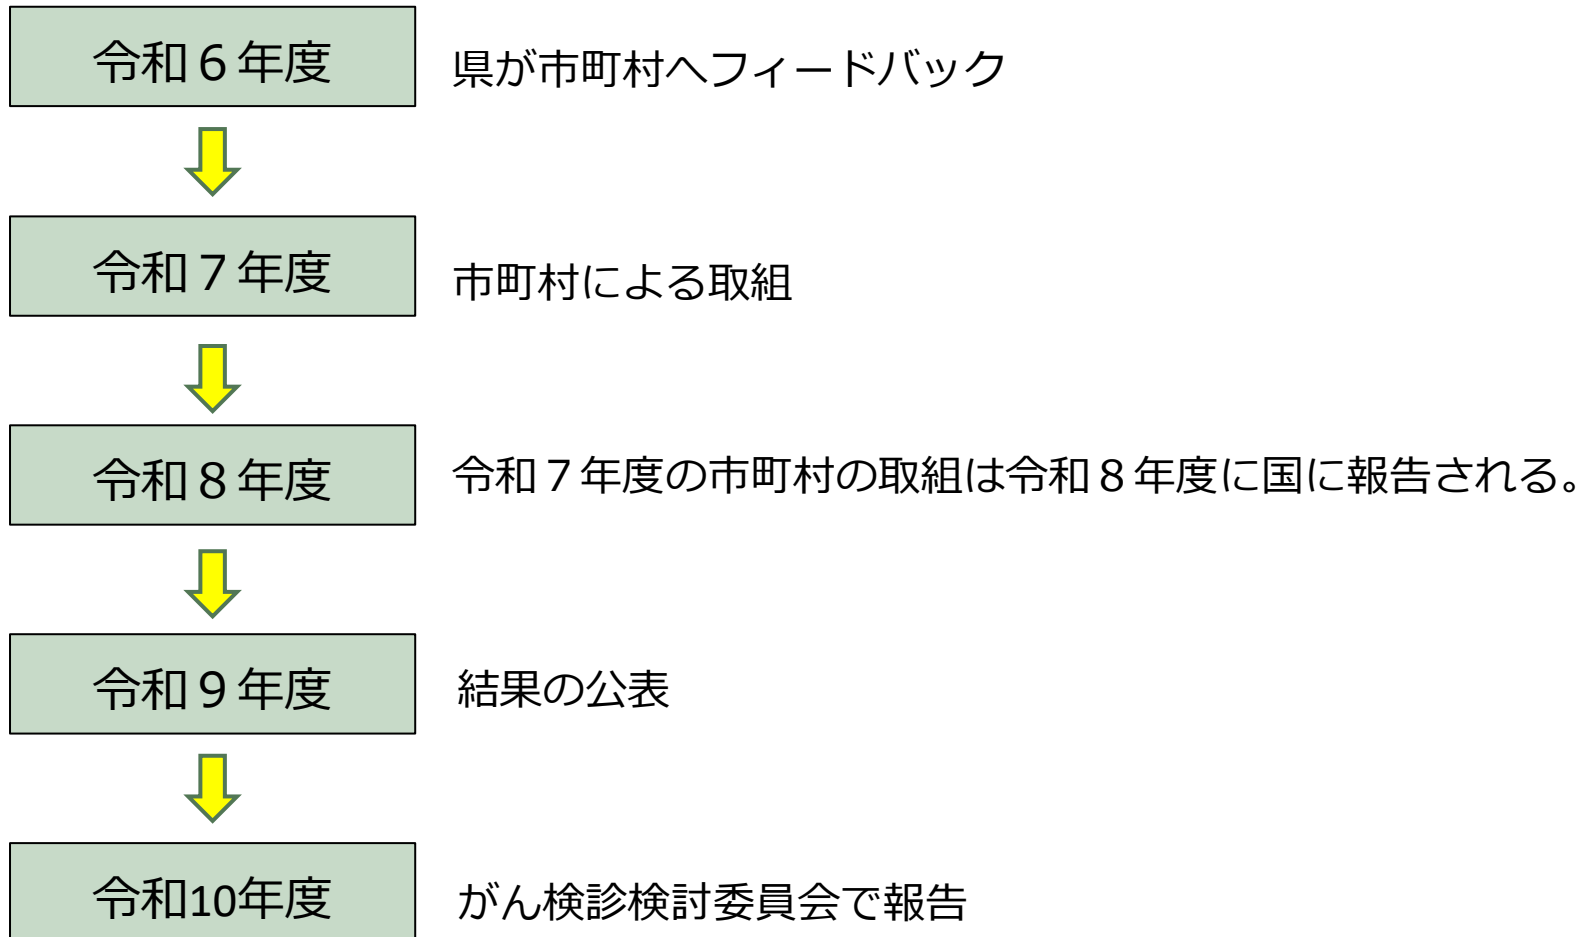 令和６年度
県が市町村へフィードバック
令和７年度
市町村による取組
令和８年度
令和７年度の市町村の取組は令和８年度に国に報告される。
令和９年度
結果の公表
令和10年度
がん検診検討委員会で報告